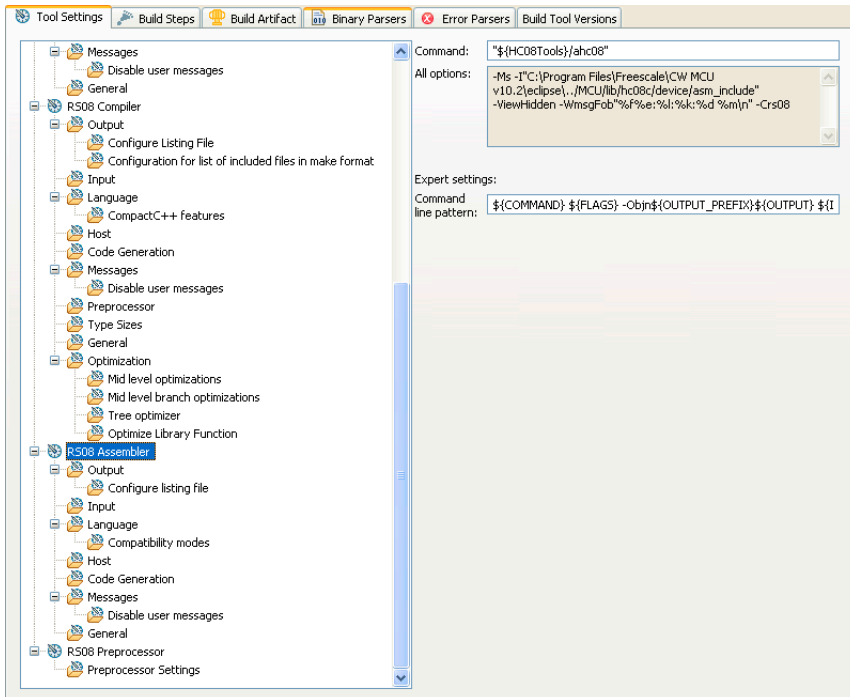 Tool Settings Build Steps Build Artifact Binary Parsers Error Parsers Build Tool Versions
Messages
Disable user messages
General
RS08 Compiler
Output
Configure Listing File
Configuration for list of included files in make format
Input
Language
CompactC++ features
Host
Code Generation
Messages
Disable user messages
Preprocessor
Type Sizes
General
Optimization
Mid level optimizations
Mid level branch optimizations
Tree optimizer
Optimize Library Function
RS08 Assembler
Output
Configure listing file
Input
Language
Compatibility modes
Host
Code Generation
Messages
Disable user messages
General
RS08 Preprocessor
Preprocessor Settings
Command: "${HC08Tools}/ahc08"
All options: -Ms -I"C:\Program Files\Freescale\CW MCU
v10.2\eclipse\../MCU/lib/hc08c/device/asm_include"
-ViewHidden -WmsgFob"%f%e:%l:%k:%d %m\n" -Crs08
Expert settings:
Command
line pattern: ${COMMAND} ${FLAGS} -Objn${OUTPUT_PREFIX}${OUTPUT} ${I